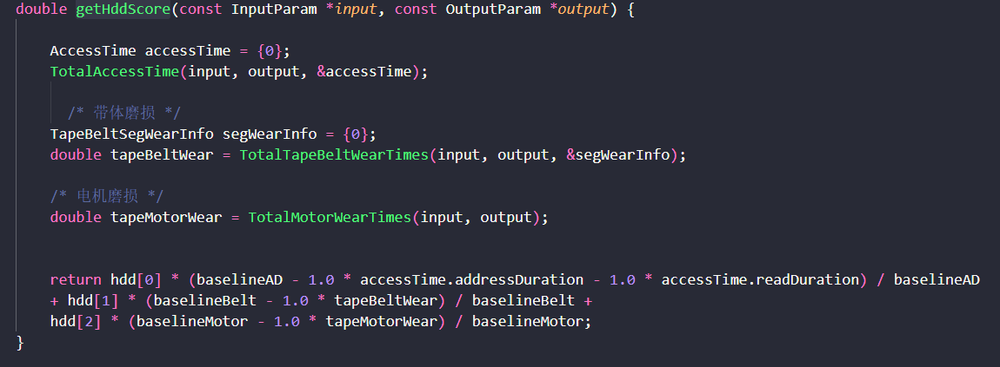 double getHddScore(const InputParam *input, const OutputParam *output) {
AccessTime accessTime = {0};
TotalAccessTime(input, output, &accessTime);
/* 带体磨损 */
TapeBeltSegWearInfo segWearInfo = {0};
double tapeBeltWear = TotalTapeBeltWearTimes(input, output, &segWearInfo);
/* 电机磨损 */
double tapeMotorWear = TotalMotorWearTimes(input, output);
return hdd[0] * (baselineAD - 1.0 * accessTime.addressDuration - 1.0 * accessTime.readDuration) / baselineAD
+ hdd[1] * (baselineBelt - 1.0 * tapeBeltWear) / baselineBelt +
hdd[2] * (baselineMotor - 1.0 * tapeMotorWear) / baselineMotor;
}